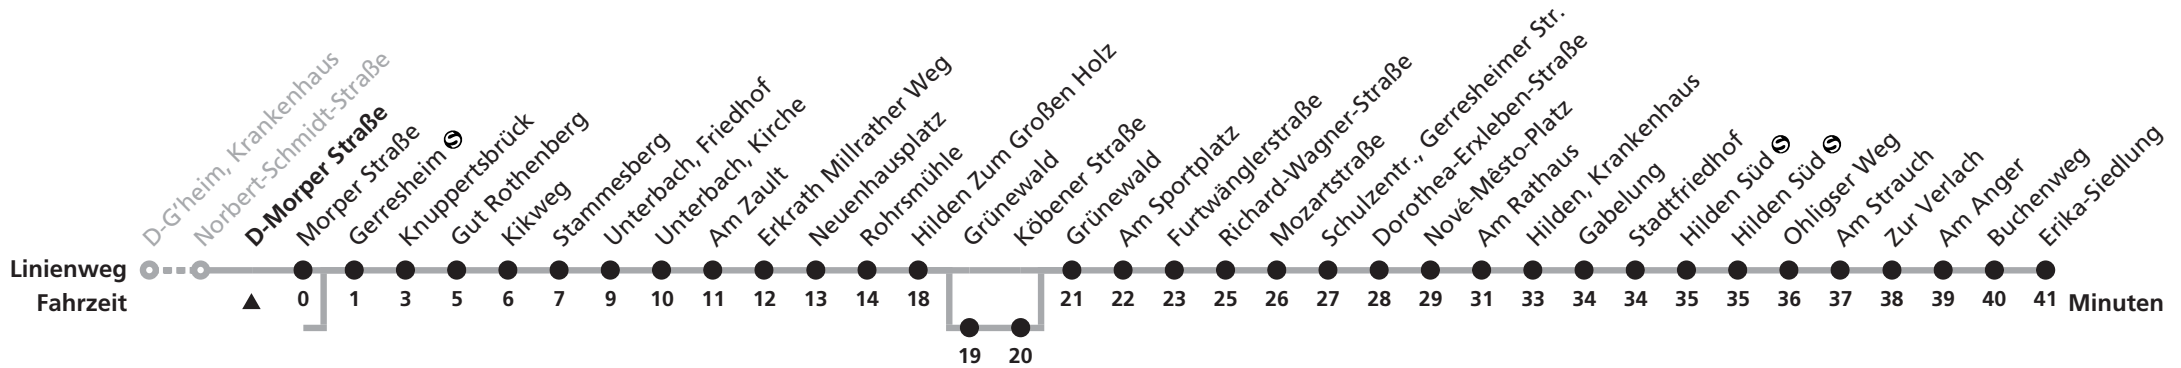 D-G'heim, Krankenhaus
Norbert-Schmidt-Straße
D-Morper Straße
Morper Straße
Gerresheim S
Knuppertsbrück
Gut Rothenberg
Kikweg
Stammesberg
Unterbach, Friedhof
Unterbach, Kirche
Am Zault
Erkrath Millrather Weg
Neuenhausplatz
Rohrsmühle
Hilden Zum Großen Holz
Grünewald
Köbener Straße
Grünewald
Am Sportplatz
Furtwänglerstraße
Richard-Wagner-Straße
Mozartstraße
Schulzentr., Gerresheimer Str.
Dorothea-Erxleben-Straße
Nové-Mêsto-Platz
Am Rathaus
Hilden, Krankenhaus
Gabelung
Stadtfriedhof
Hilden Süd S
Hilden Süd S
Ohligser Weg
Am Strauch
Zur Verlach
Am Anger
Buchenweg
Erika-Siedlung
Linienweg
Fahrzeit 0 1 3 5 6 7 9 10 11 12 13 14 18 21 22 23 25 26 27 28 29 31 33 34 34 35 35 36 37 38 39 40 41 Minuten
19 20